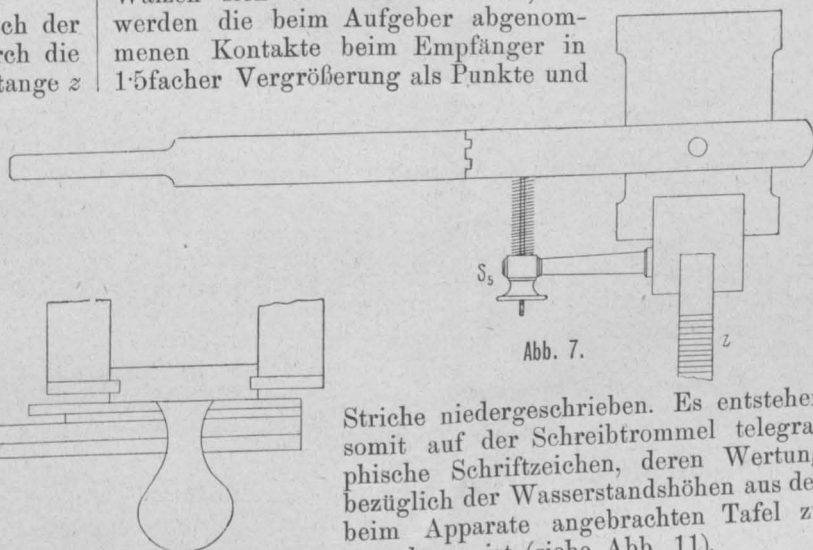 ch der
rch die
tange z
werden die beim Aufgeber abgenom-
menen Kontakte beim Empfänger in
1·5facher Vergrößerung als Punkte und
S₅
z
Abb. 7.
Striche niedergeschrieben. Es entstehen
somit auf der Schreibtrommel telegra-
phische Schriftzeichen, deren Wertung
bezüglich der Wasserstandshöhen aus de
beim Apparate angebrachten Tafel z
ist (siehe Abb. 11).